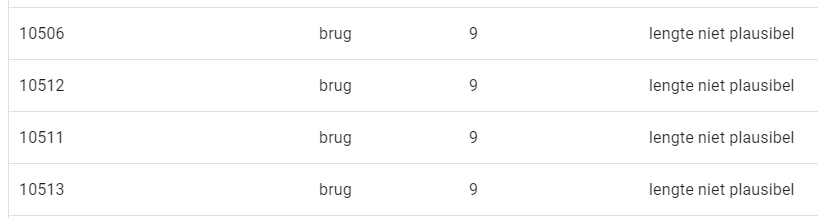 10506 brug 9 lengte niet plausibel
10512 brug 9 lengte niet plausibel
10511 brug 9 lengte niet plausibel
10513 brug 9 lengte niet plausibel